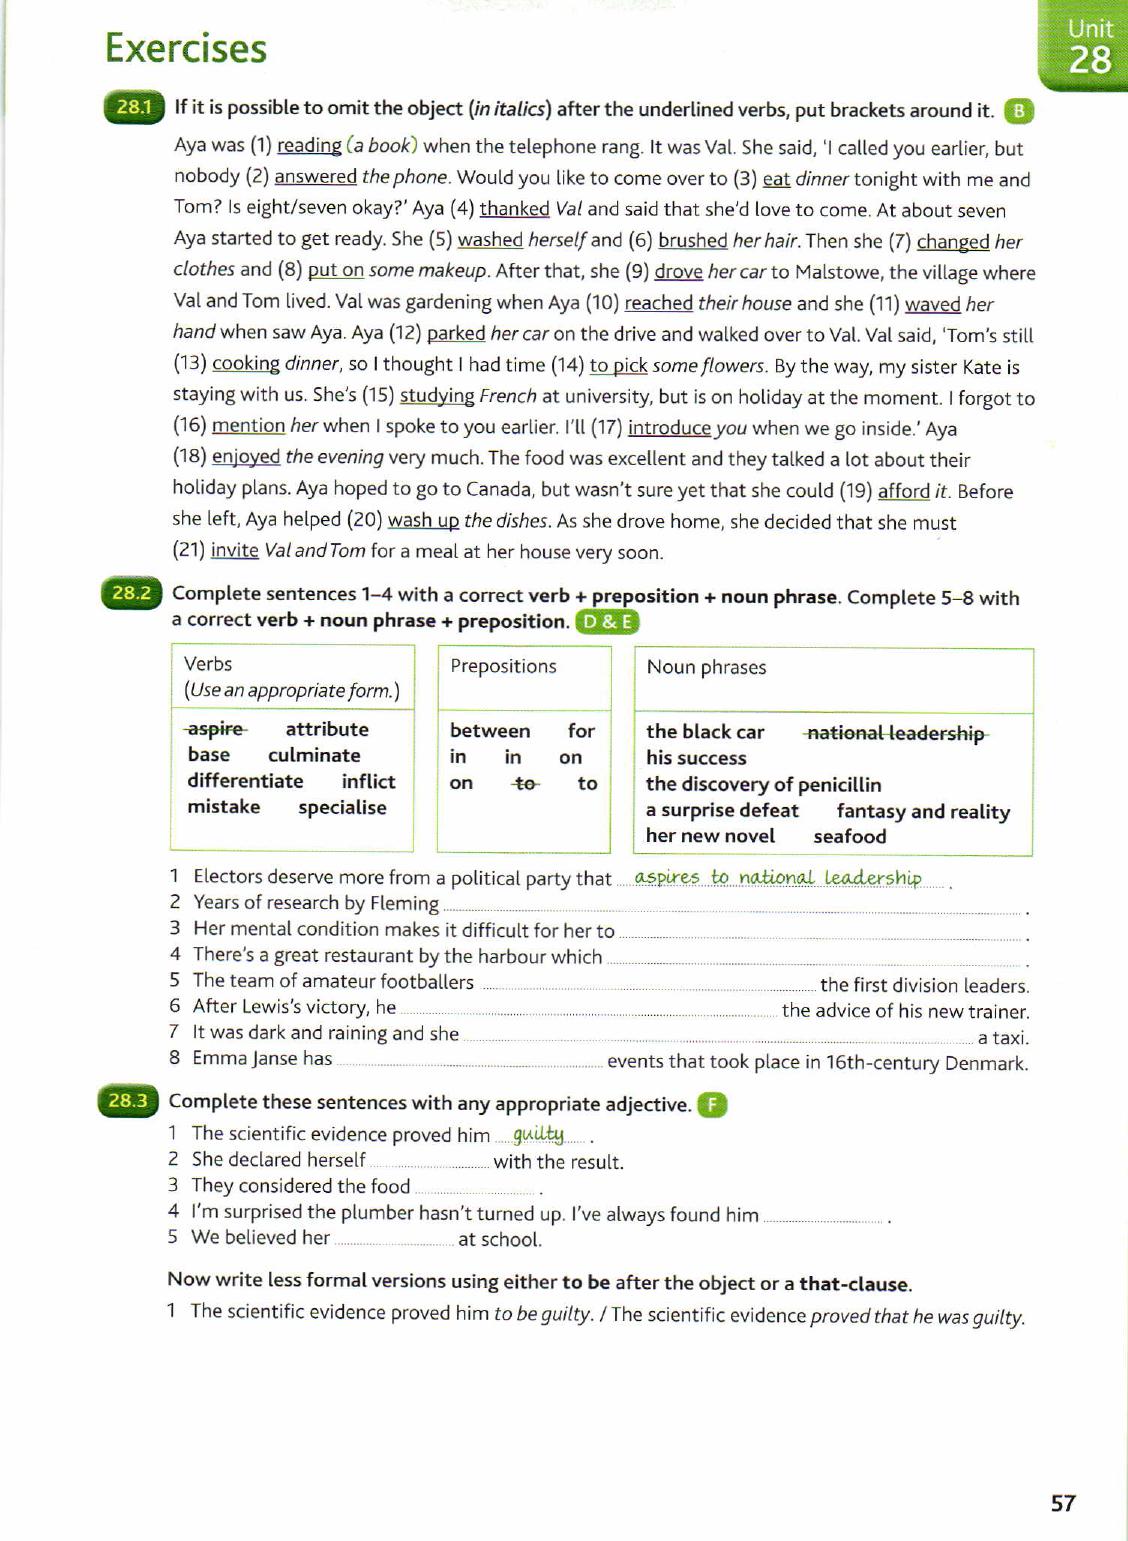 Exercises
Unit
28
28.1 If it is possible to omit the object (in italics) after the underlined verbs, put brackets around it. B
Aya was (1) reading (a book) when the telephone rang. It was Val. She said, 'I called you earlier, but
nobody (2) answered the phone. Would you like to come over to (3) eat dinner tonight with me and
Tom? Is eight/seven okay?' Aya (4) thanked Val and said that she'd love to come. At about seven
Aya started to get ready. She (5) washed herself and (6) brushed her hair. Then she (7) changed her
clothes and (8) put on some makeup. After that, she (9) drove her car to Malstowe, the village where
Val and Tom lived. Val was gardening when Aya (10) reached their house and she (11) waved her
hand when saw Aya. Aya (12) parked her car on the drive and walked over to Val. Val said, 'Tom's still
(13) cooking dinner, so I thought I had time (14) to pick some flowers. By the way, my sister Kate is
staying with us. She's (15) studying French at university, but is on holiday at the moment. I forgot to
(16) mention her when I spoke to you earlier. I'll (17) introduce you when we go inside.' Aya
(18) enjoyed the evening very much. The food was excellent and they talked a lot about their
holiday plans. Aya hoped to go to Canada, but wasn't sure yet that she could (19) afford it. Before
she left, Aya helped (20) wash up the dishes. As she drove home, she decided that she must
(21) invite Val and Tom for a meal at her house very soon.
28.2 Complete sentences 1–4 with a correct verb + preposition + noun phrase. Complete 5–8 with
a correct verb + noun phrase + preposition. D & E
Verbs
(Use an appropriate form.)
aspire attribute
base culminate
differentiate inflict
mistake specialise
Prepositions
between for
in in on
on to to
Noun phrases
the black car national leadership
his success
the discovery of penicillin
a surprise defeat fantasy and reality
her new novel seafood
1 Electors deserve more from a political party that aspires to national leadership .
2 Years of research by Fleming .
3 Her mental condition makes it difficult for her to .
4 There's a great restaurant by the harbour which .
5 The team of amateur footballers the first division leaders.
6 After Lewis's victory, he the advice of his new trainer.
7 It was dark and raining and she a taxi.
8 Emma Janse has events that took place in 16th-century Denmark.
28.3 Complete these sentences with any appropriate adjective. F
1 The scientific evidence proved him guilty .
2 She declared herself with the result.
3 They considered the food .
4 I'm surprised the plumber hasn't turned up. I've always found him .
5 We believed her at school.
Now write less formal versions using either to be after the object or a that-clause.
1 The scientific evidence proved him to be guilty. / The scientific evidence proved that he was guilty.
57